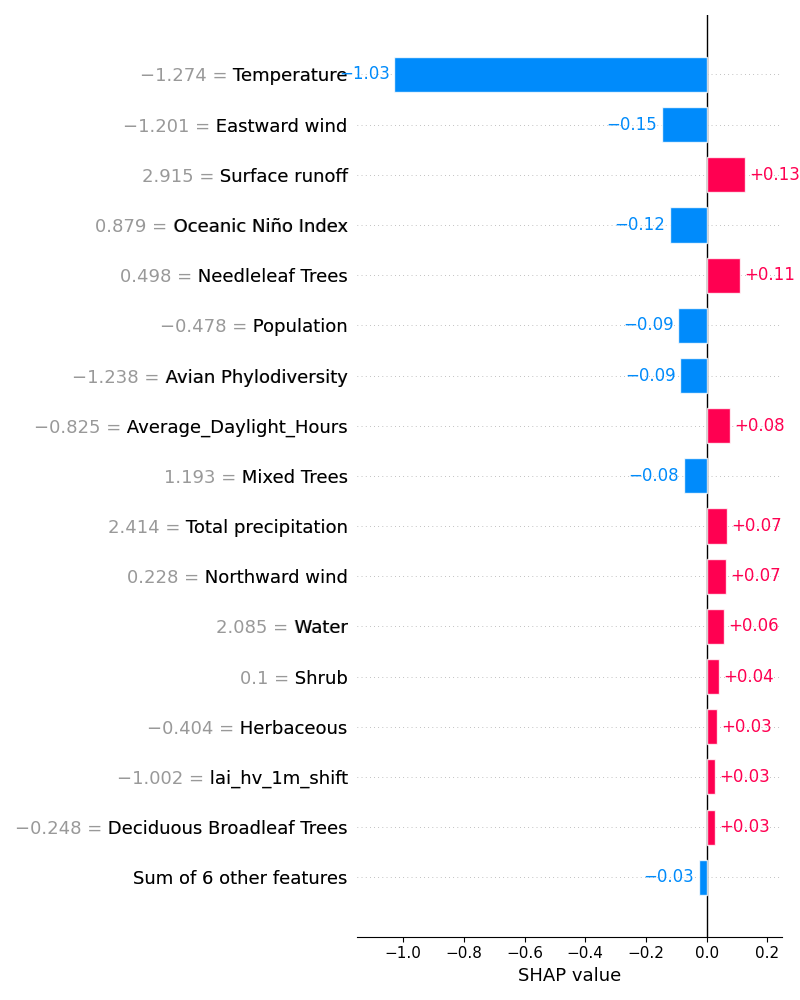 −1.274 = Temperature −1.03
−1.201 = Eastward wind −0.15
2.915 = Surface runoff +0.13
0.879 = Oceanic Niño Index −0.12
0.498 = Needleleaf Trees +0.11
−0.478 = Population −0.09
−1.238 = Avian Phylodiversity −0.09
−0.825 = Average_Daylight_Hours +0.08
1.193 = Mixed Trees −0.08
2.414 = Total precipitation +0.07
0.228 = Northward wind +0.07
2.085 = Water +0.06
0.1 = Shrub +0.04
−0.404 = Herbaceous +0.03
−1.002 = lai_hv_1m_shift +0.03
−0.248 = Deciduous Broadleaf Trees +0.03
Sum of 6 other features −0.03
−1.0 −0.8 −0.6 −0.4 −0.2 0.0 0.2
SHAP value